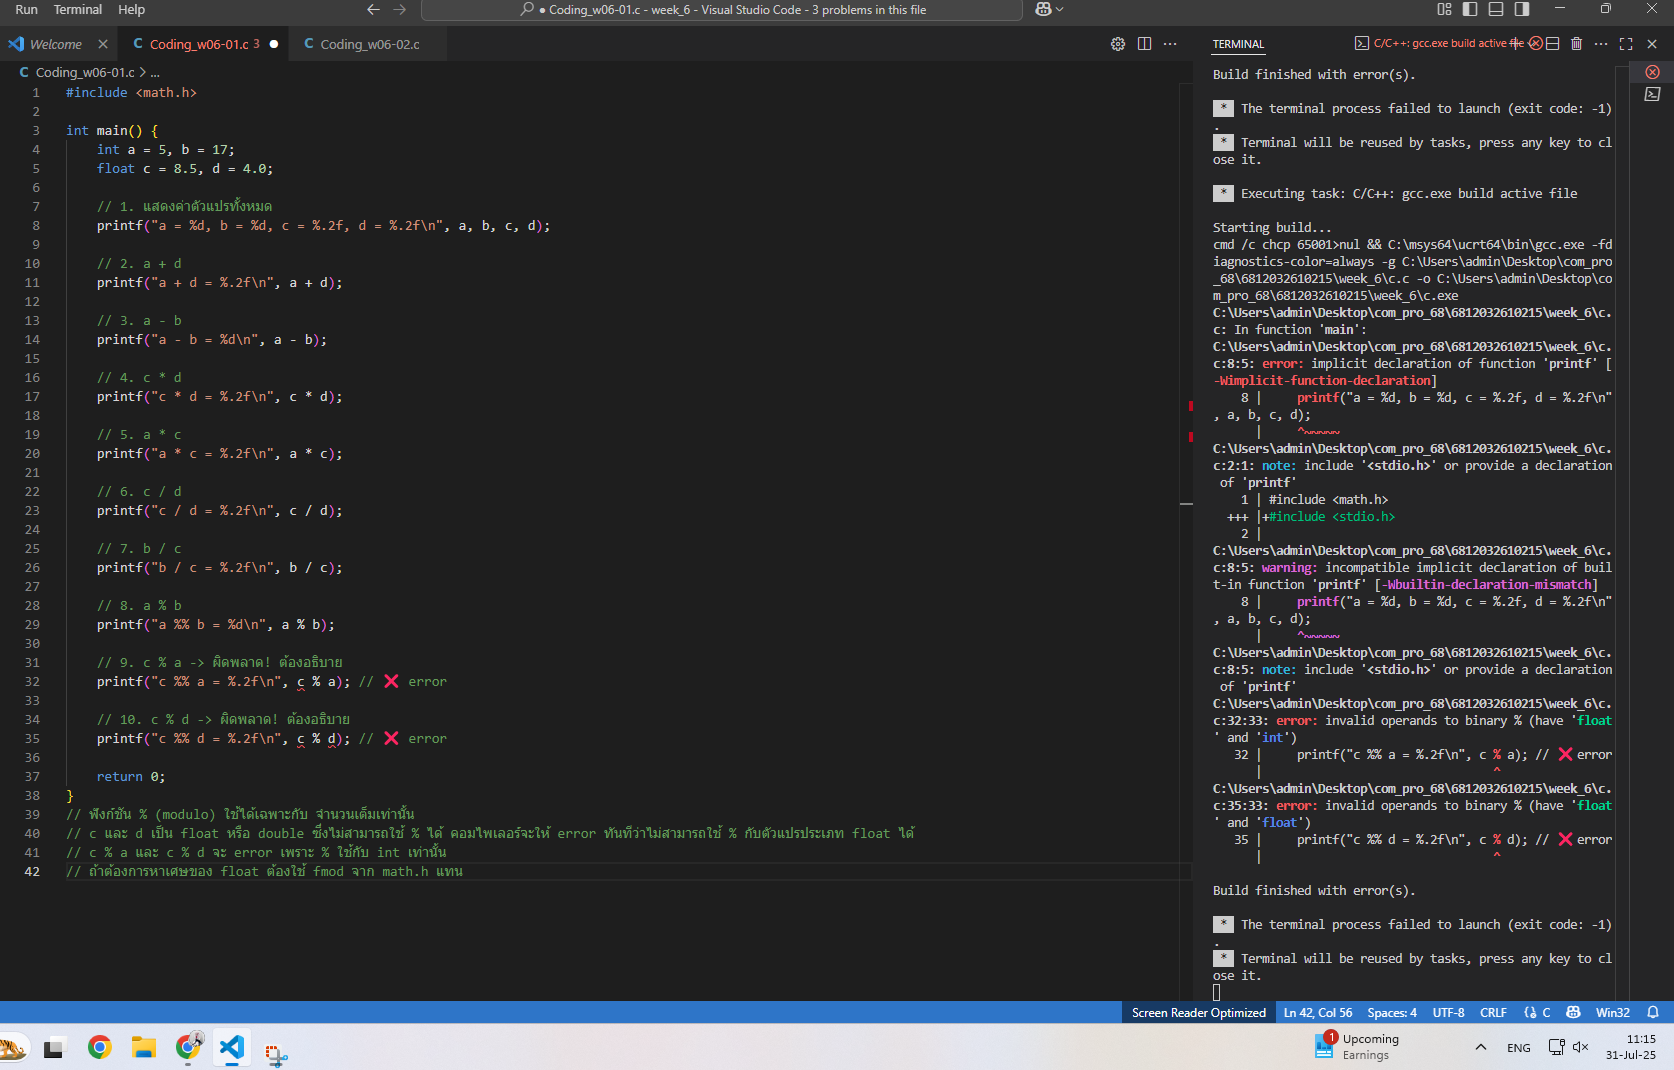 Run Terminal Help
● Coding_w06-01.c - week_6 - Visual Studio Code - 3 problems in this file
Welcome
C Coding_w06-01.c 3 ●
C Coding_w06-02.c
C Coding_w06-01.c > ...
1 #include <math.h>
2
3 int main() {
4 int a = 5, b = 17;
5 float c = 8.5, d = 4.0;
6
7 // 1. แสดงค่าตัวแปรทั้งหมด
8 printf("a = %d, b = %d, c = %.2f, d = %.2f\n", a, b, c, d);
9
10 // 2. a + d
11 printf("a + d = %.2f\n", a + d);
12
13 // 3. a - b
14 printf("a - b = %d\n", a - b);
15
16 // 4. c * d
17 printf("c * d = %.2f\n", c * d);
18
19 // 5. a * c
20 printf("a * c = %.2f\n", a * c);
21
22 // 6. c / d
23 printf("c / d = %.2f\n", c / d);
24
25 // 7. b / c
26 printf("b / c = %.2f\n", b / c);
27
28 // 8. a % b
29 printf("a %% b = %d\n", a % b);
30
31 // 9. c % a -> ผิดพลาด! ต้องอธิบาย
32 printf("c %% a = %.2f\n", c % a); // ❌ error
33
34 // 10. c % d -> ผิดพลาด! ต้องอธิบาย
35 printf("c %% d = %.2f\n", c % d); // ❌ error
36
37 return 0;
38 }
39 // ฟังก์ชัน % (modulo) ใช้ได้เฉพาะกับ จำนวนเต็มเท่านั้น
40 // c และ d เป็น float หรือ double ซึ่งไม่สามารถใช้ % ได้ คอมไพเลอร์จะให้ error ทันทีว่าไม่สามารถใช้ % กับตัวแปรประเภท float ได้
41 // c % a และ c % d จะ error เพราะ % ใช้กับ int เท่านั้น
42 // ถ้าต้องการหาเศษของ float ต้องใช้ fmod จาก math.h แทน
TERMINAL
C/C++: gcc.exe build active file
Build finished with error(s).
* The terminal process failed to launch (exit code: -1)
.
* Terminal will be reused by tasks, press any key to cl
ose it.
* Executing task: C/C++: gcc.exe build active file
Starting build...
cmd /c chcp 65001>nul && C:\msys64\ucrt64\bin\gcc.exe -fd
iagnostics-color=always -g C:\Users\admin\Desktop\com_pro
_68\6812032610215\week_6\c.c -o C:\Users\admin\Desktop\co
m_pro_68\6812032610215\week_6\c.exe
C:\Users\admin\Desktop\com_pro_68\6812032610215\week_6\c.
c: In function 'main':
C:\Users\admin\Desktop\com_pro_68\6812032610215\week_6\c.
c:8:5: error: implicit declaration of function 'printf' [
-Wimplicit-function-declaration]
8 | printf("a = %d, b = %d, c = %.2f, d = %.2f\n"
, a, b, c, d);
| ^~~~~~
C:\Users\admin\Desktop\com_pro_68\6812032610215\week_6\c.
c:2:1: note: include '<stdio.h>' or provide a declaration
of 'printf'
1 | #include <math.h>
+++ |+#include <stdio.h>
2 |
C:\Users\admin\Desktop\com_pro_68\6812032610215\week_6\c.
c:8:5: warning: incompatible implicit declaration of buil
t-in function 'printf' [-Wbuiltin-declaration-mismatch]
8 | printf("a = %d, b = %d, c = %.2f, d = %.2f\n"
, a, b, c, d);
| ^~~~~~
C:\Users\admin\Desktop\com_pro_68\6812032610215\week_6\c.
c:8:5: note: include '<stdio.h>' or provide a declaration
of 'printf'
C:\Users\admin\Desktop\com_pro_68\6812032610215\week_6\c.
c:32:33: error: invalid operands to binary % (have 'float
' and 'int')
32 | printf("c %% a = %.2f\n", c % a); // ❌ error
| ^
C:\Users\admin\Desktop\com_pro_68\6812032610215\week_6\c.
c:35:33: error: invalid operands to binary % (have 'float
' and 'float')
35 | printf("c %% d = %.2f\n", c % d); // ❌ error
| ^
Build finished with error(s).
* The terminal process failed to launch (exit code: -1)
.
* Terminal will be reused by tasks, press any key to cl
ose it.
Screen Reader Optimized Ln 42, Col 56 Spaces: 4 UTF-8 CRLF {} C Win32
1 Upcoming
Earnings
ENG
11:15
31-Jul-25